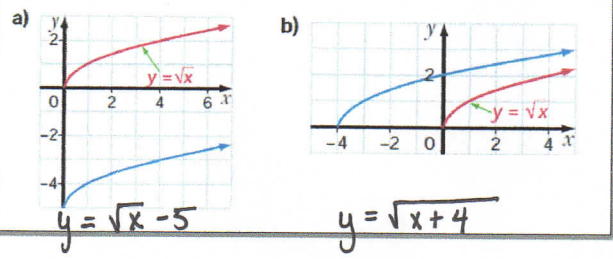 a) y b) y
2
y = √x
0 2 4 6 x
2
y = √x
-2
-4 -2 0 2 4 x
-4
y = √x - 5 y = √x + 4